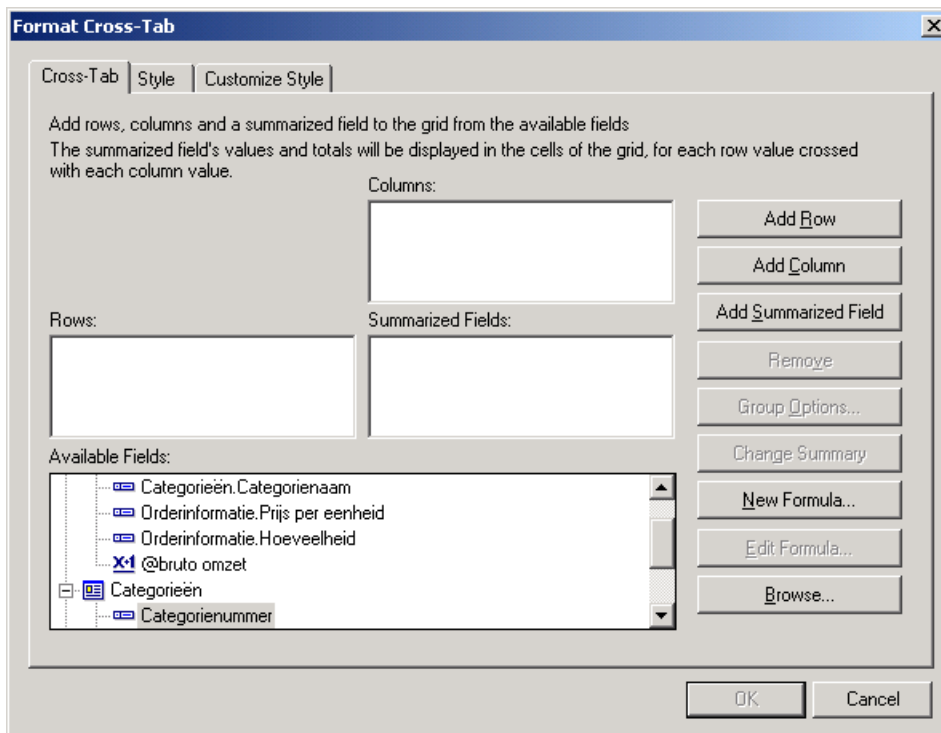 Format Cross-Tab
Cross-Tab
Style
Customize Style
Add rows, columns and a summarized field to the grid from the available fields
The summarized field's values and totals will be displayed in the cells of the grid, for each row value crossed
with each column value.
Columns:
Add Row
Add Column
Add Summarized Field
Rows:
Summarized Fields:
Remove
Group Options...
Change Summary
Available Fields:
Categorieën.Categorienaam
Orderinformatie.Prijs per eenheid
Orderinformatie.Hoeveelheid
X+1 @bruto omzet
Categorieën
Categorienummer
New Formula...
Edit Formula...
Browse...
OK
Cancel